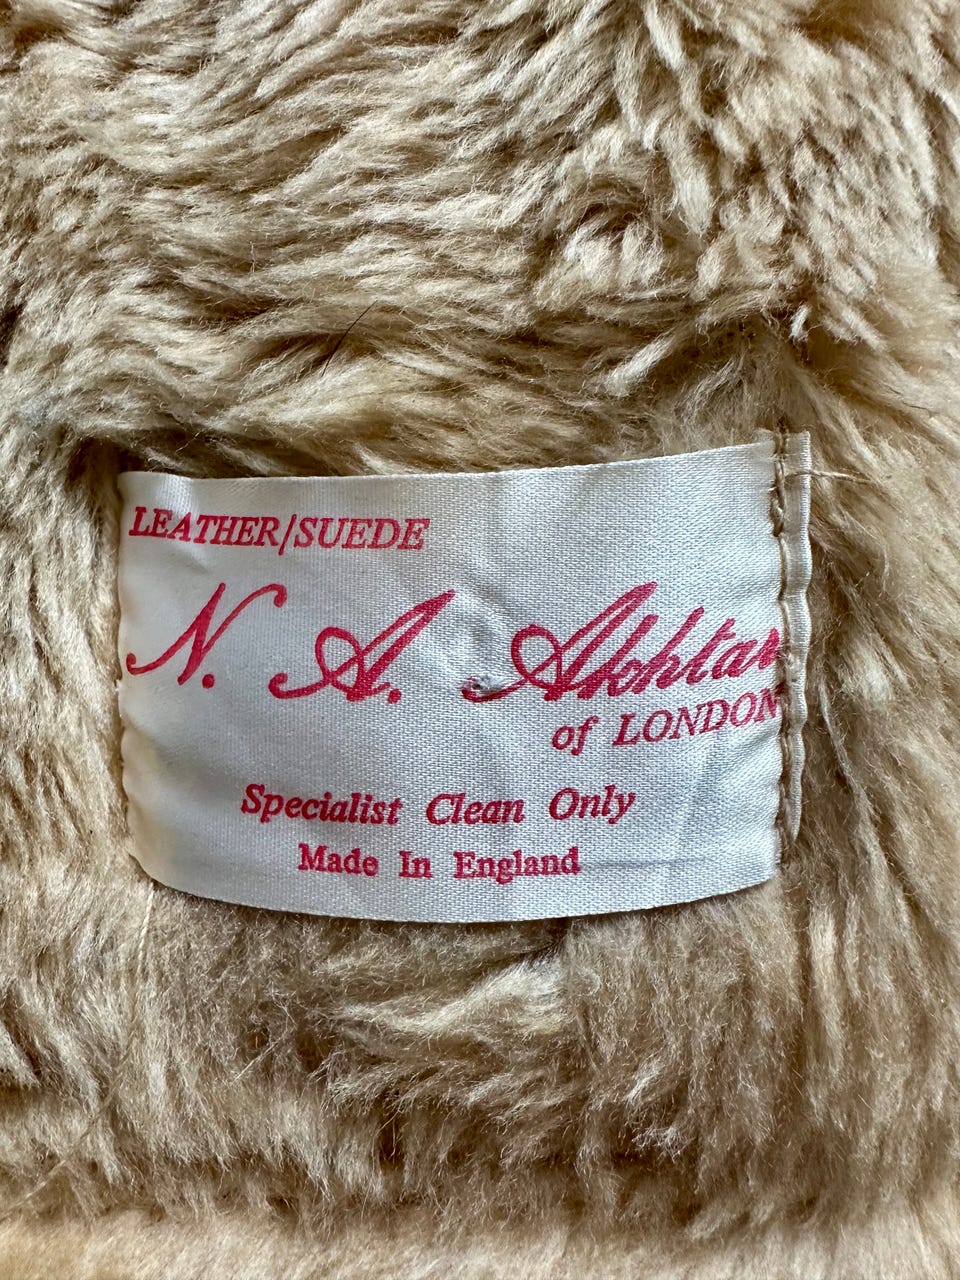 LEATHER/SUEDE
N. A. Akhtar
of LONDON
Specialist Clean Only
Made In England